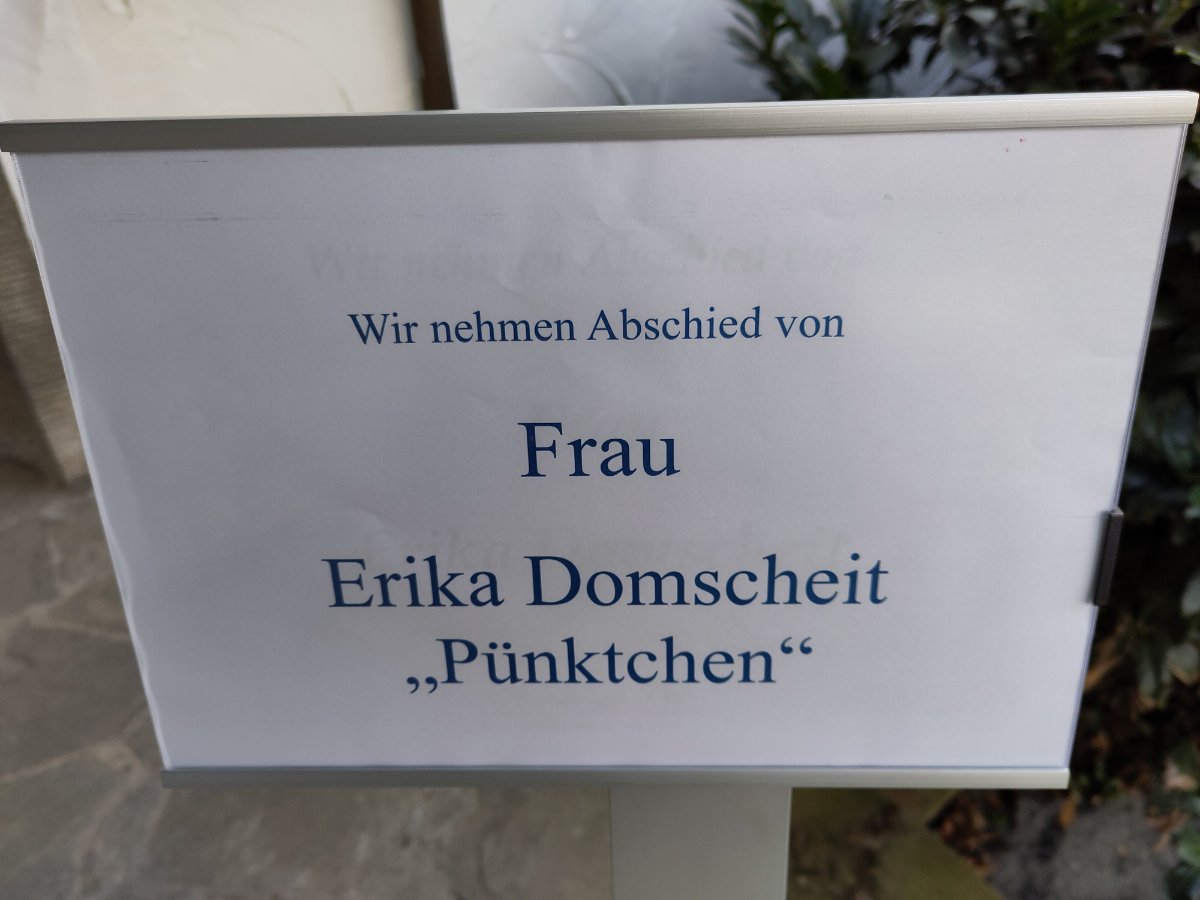 Wir nehmen Abschied von
Frau
Erika Domscheit
„Pünktchen“